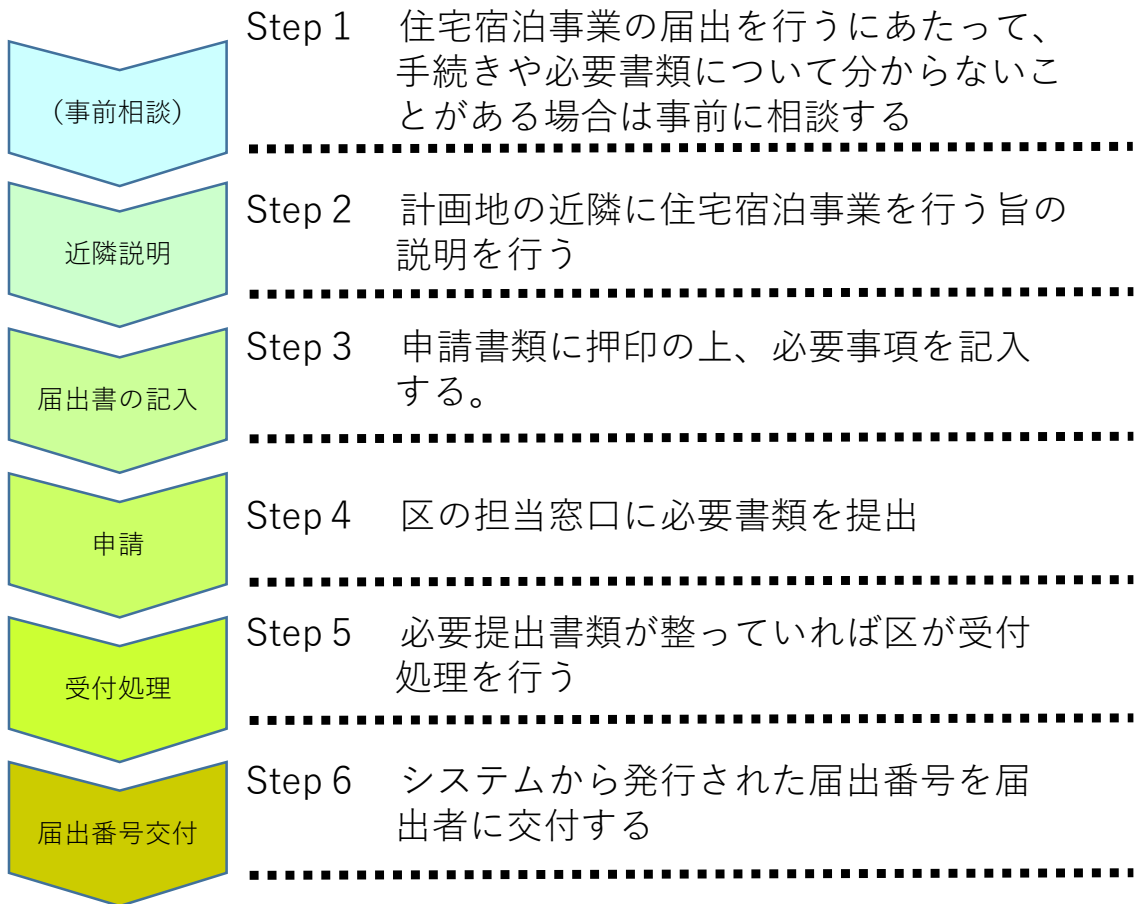 (事前相談)
Step 1 住宅宿泊事業の届出を行うにあたって、
手続きや必要書類について分からないこ
とがある場合は事前に相談する
近隣説明
Step 2 計画地の近隣に住宅宿泊事業を行う旨の
説明を行う
届出書の記入
Step 3 申請書類に押印の上、必要事項を記入
する。
申請
Step 4 区の担当窓口に必要書類を提出
受付処理
Step 5 必要提出書類が整っていれば区が受付
処理を行う
届出番号交付
Step 6 システムから発行された届出番号を届
出者に交付する